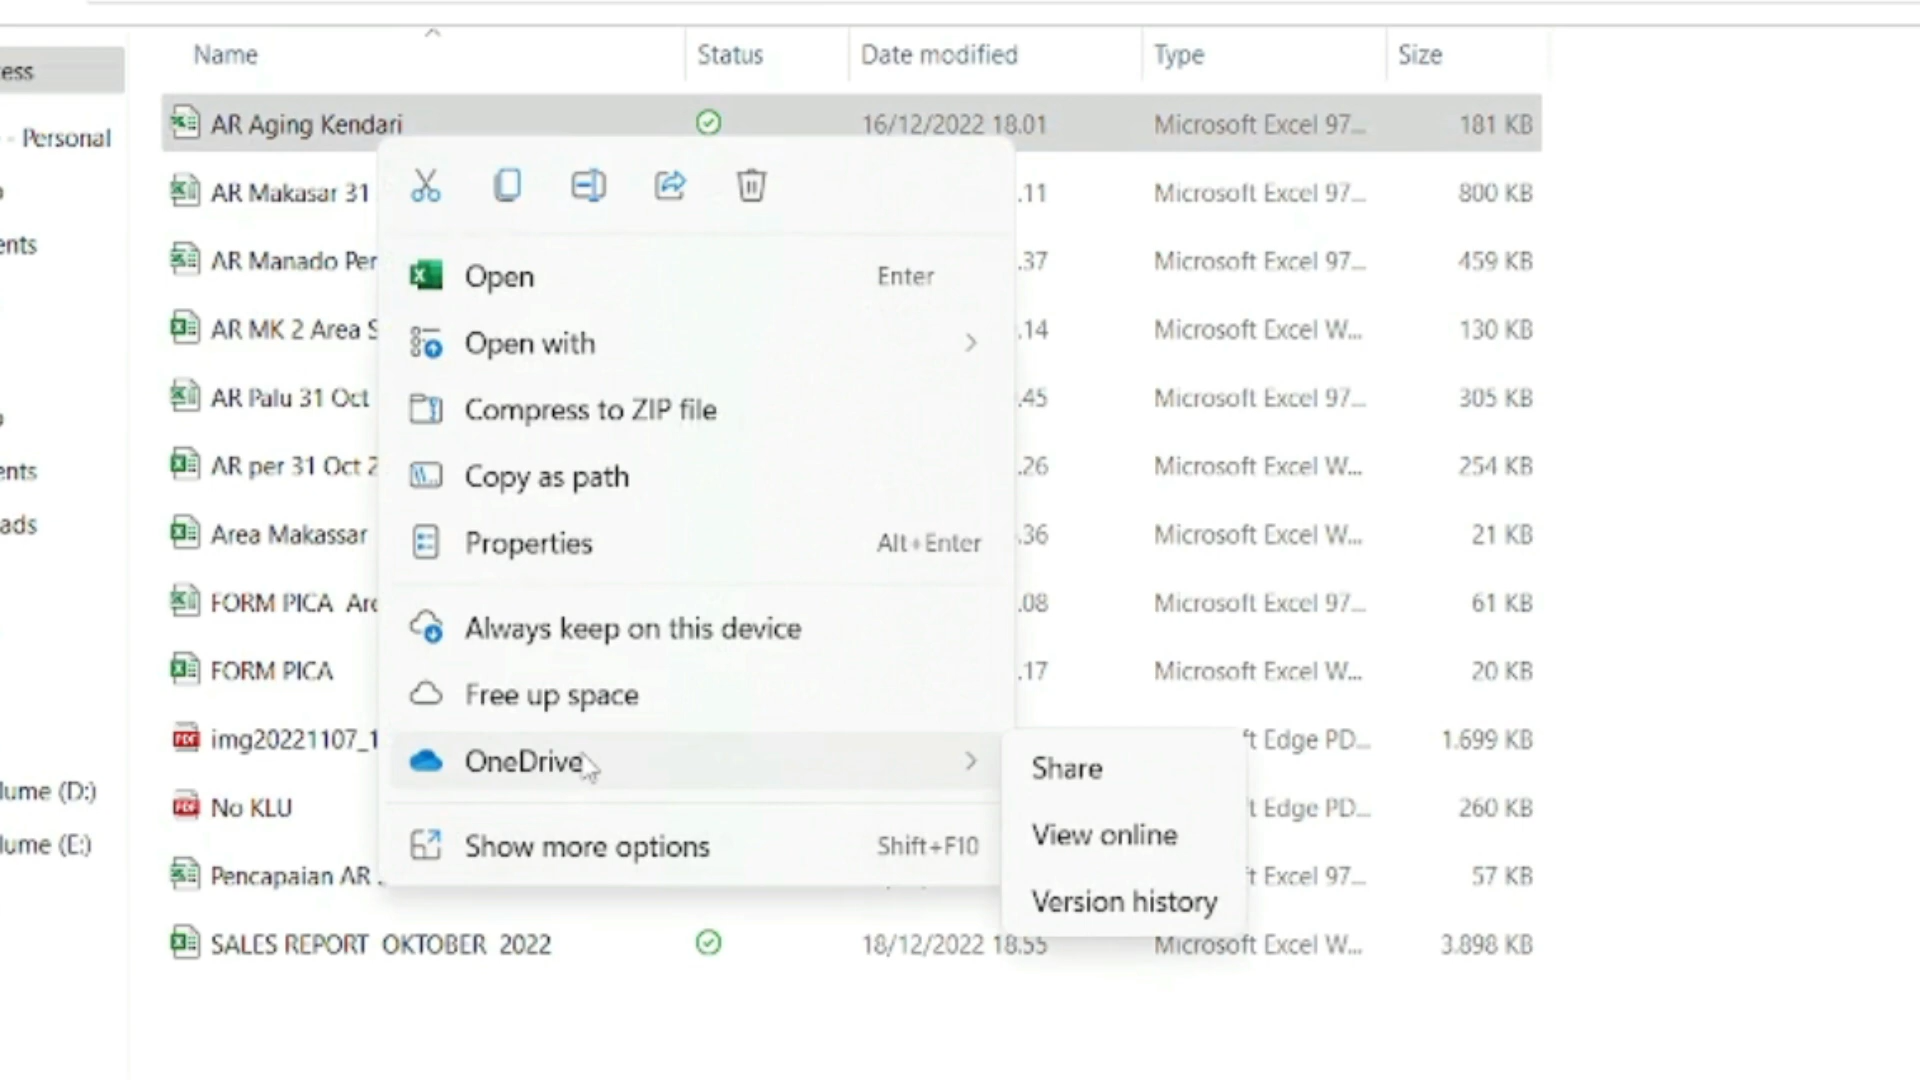 Name Status Date modified Type Size
ess
- Personal
ents
ents
ads
lume (D:)
lume (E:)
AR Aging Kendari 16/12/2022 18.01 Microsoft Excel 97... 181 KB
AR Makasar 31 .11 Microsoft Excel 97... 800 KB
AR Manado Per .37 Microsoft Excel 97... 459 KB
AR MK 2 Area S .14 Microsoft Excel W... 130 KB
AR Palu 31 Oct .45 Microsoft Excel 97... 305 KB
AR per 31 Oct 2 .26 Microsoft Excel W... 254 KB
Area Makassar .36 Microsoft Excel W... 21 KB
FORM PICA Are .08 Microsoft Excel 97... 61 KB
FORM PICA .17 Microsoft Excel W... 20 KB
img20221107_1 ft Edge PD... 1.699 KB
No KLU t Edge PD... 260 KB
Pencapaian AR ft Excel 97... 57 KB
SALES REPORT OKTOBER 2022 18/12/2022 18.55 Microsoft Excel W... 3.898 KB
Open Enter
Open with
Compress to ZIP file
Copy as path
Properties Alt+Enter
Always keep on this device
Free up space
OneDrive
Show more options Shift+F10
Share
View online
Version history